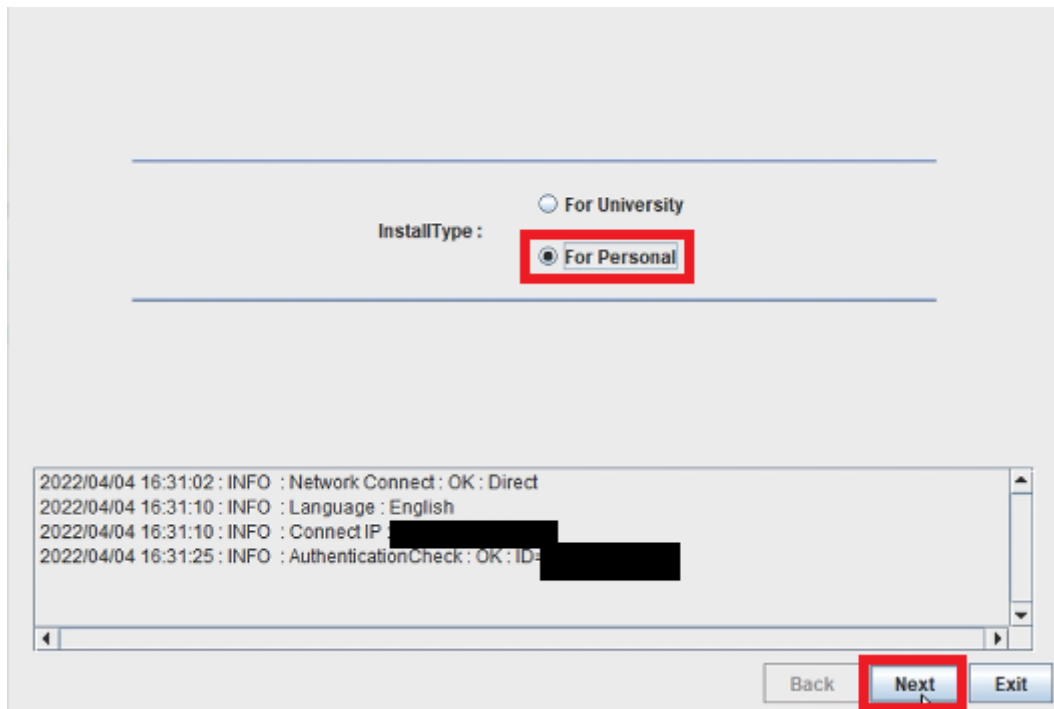 For University
InstallType :
For Personal
2022/04/04 16:31:02 : INFO : Network Connect : OK : Direct
2022/04/04 16:31:10 : INFO : Language : English
2022/04/04 16:31:10 : INFO : Connect IP :
2022/04/04 16:31:25 : INFO : AuthenticationCheck : OK : ID=
Back Next Exit